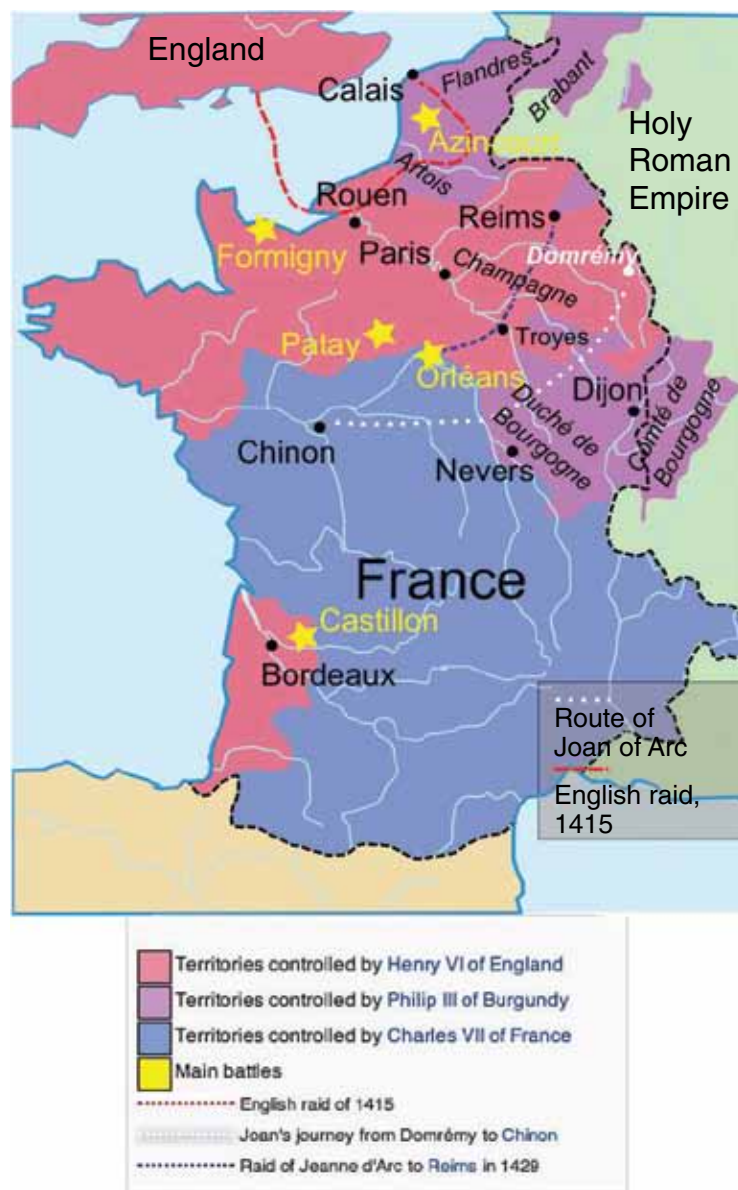 England
Calais
Flandres
Brabant
Azincourt
Holy
Roman
Empire
Artois
Rouen
Reims
Formigny
Paris
Champagne
Domrémy
Patay
Troyes
Orléans
Dijon
Duché de
Bourgogne
Comté de
Bourgogne
Chinon
Nevers
France
Castillon
Bordeaux
Route of
Joan of Arc
English raid,
1415
Territories controlled by Henry VI of England
Territories controlled by Philip III of Burgundy
Territories controlled by Charles VII of France
Main battles
English raid of 1415
Joan's journey from Domrémy to Chinon
Raid of Jeanne d'Arc to Reims in 1429